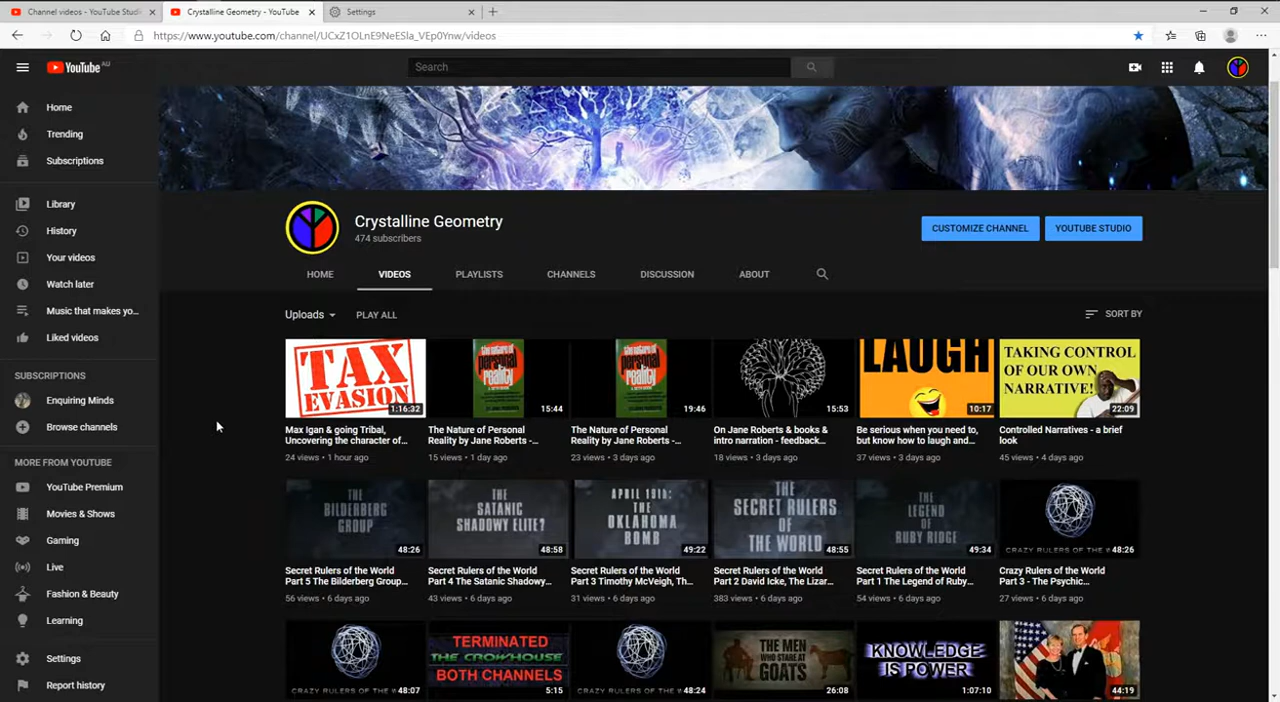 Channel videos - YouTube Studi
Crystalline Geometry - YouTube
Settings
https://www.youtube.com/channel/UCxZ1OLnE9NeESla_VEp0Ynw/videos
YouTube AU
Search
Home
Trending
Subscriptions
Library
History
Your videos
Watch later
Music that makes yo...
Liked videos
SUBSCRIPTIONS
Enquiring Minds
Browse channels
MORE FROM YOUTUBE
YouTube Premium
Movies & Shows
Gaming
Live
Fashion & Beauty
Learning
Settings
Report history
Crystalline Geometry
474 subscribers
CUSTOMIZE CHANNEL
YOUTUBE STUDIO
HOME
VIDEOS
PLAYLISTS
CHANNELS
DISCUSSION
ABOUT
Uploads
PLAY ALL
SORT BY
TAX
EVASION
1:16:32
Max Igan & going Tribal,
Uncovering the character of...
24 views • 1 hour ago
The nature of
personal
reality
15:44
The Nature of Personal
Reality by Jane Roberts -...
15 views • 1 day ago
The nature of
personal
reality
19:46
The Nature of Personal
Reality by Jane Roberts -...
23 views • 3 days ago
15:53
On Jane Roberts & books &
intro narration - feedback...
18 views • 3 days ago
LAUGH
10:17
Be serious when you need to,
but know how to laugh and...
37 views • 3 days ago
TAKING CONTROL
OF OUR OWN
NARRATIVE!
22:09
Controlled Narratives - a brief
look
45 views • 4 days ago
THE
BILDERBERG
GROUP
48:26
Secret Rulers of the World
Part 5 The Bilderberg Group...
56 views • 6 days ago
THE
SATANIC
SHADOWY ELITE?
48:58
Secret Rulers of the World
Part 4 The Satanic Shadowy...
43 views • 6 days ago
APRIL 19TH:
THE
OKLAHOMA
BOMB
49:22
Secret Rulers of the World
Part 3 Timothy McVeigh, Th...
31 views • 6 days ago
THE
SECRET RULERS
OF
THE WORLD
48:55
Secret Rulers of the World
Part 2 David Icke, The Lizar...
383 views • 6 days ago
THE
LEGEND
OF
RUBY RIDGE
49:34
Secret Rulers of the World
Part 1 The Legend of Ruby...
54 views • 6 days ago
CRAZY RULERS OF THE WOR
48:26
Crazy Rulers of the World
Part 3 - The Psychic...
27 views • 6 days ago
CRAZY RULERS OF THE W
48:07
TERMINATED
THE CROWHOUSE
BOTH CHANNELS
5:15
CRAZY RULERS OF THE W
48:24
THE MEN
WHO STARE AT
GOATS
26:08
KNOWLEDGE
IS POWER
1:07:10
44:19